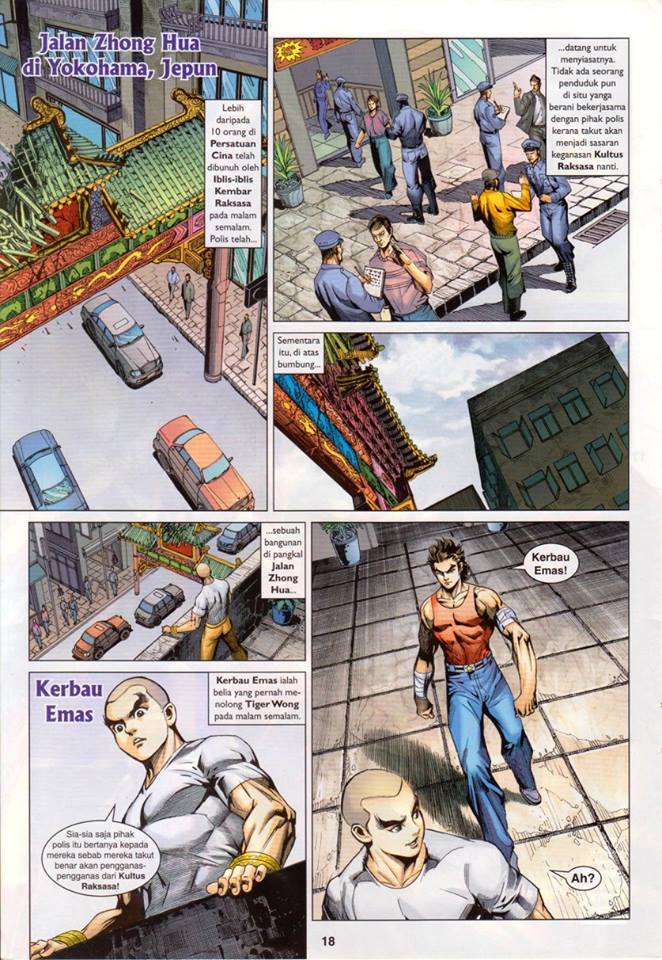 Jalan Zhong Hua
di Yokohama, Jepun
Lebih
daripada
10 orang di
Persatuan
Cina telah
dibunuh oleh
Iblis-iblis
Kembar
Raksasa
pada malam
semalam.
Polis telah...
...datang untuk
menyiasatnya.
Tidak ada seorang
penduduk pun
di situ yanga
berani bekerjasama
dengan pihak polis
kerana takut akan
menjadi sasaran
keganasan Kultus
Raksasa nanti.
Sementara
itu, di atas
bumbung...
...sebuah
bangunan
di pangkal
Jalan
Zhong
Hua...
Kerbau
Emas!
Kerbau
Emas
Kerbau Emas ialah
belia yang pernah me-
nolong Tiger Wong
pada malam semalam.
Sia-sia saja pihak
polis itu bertanya kepada
mereka sebab mereka takut
benar akan pengganas-
pengganas dari Kultus
Raksasa!
Ah?
18